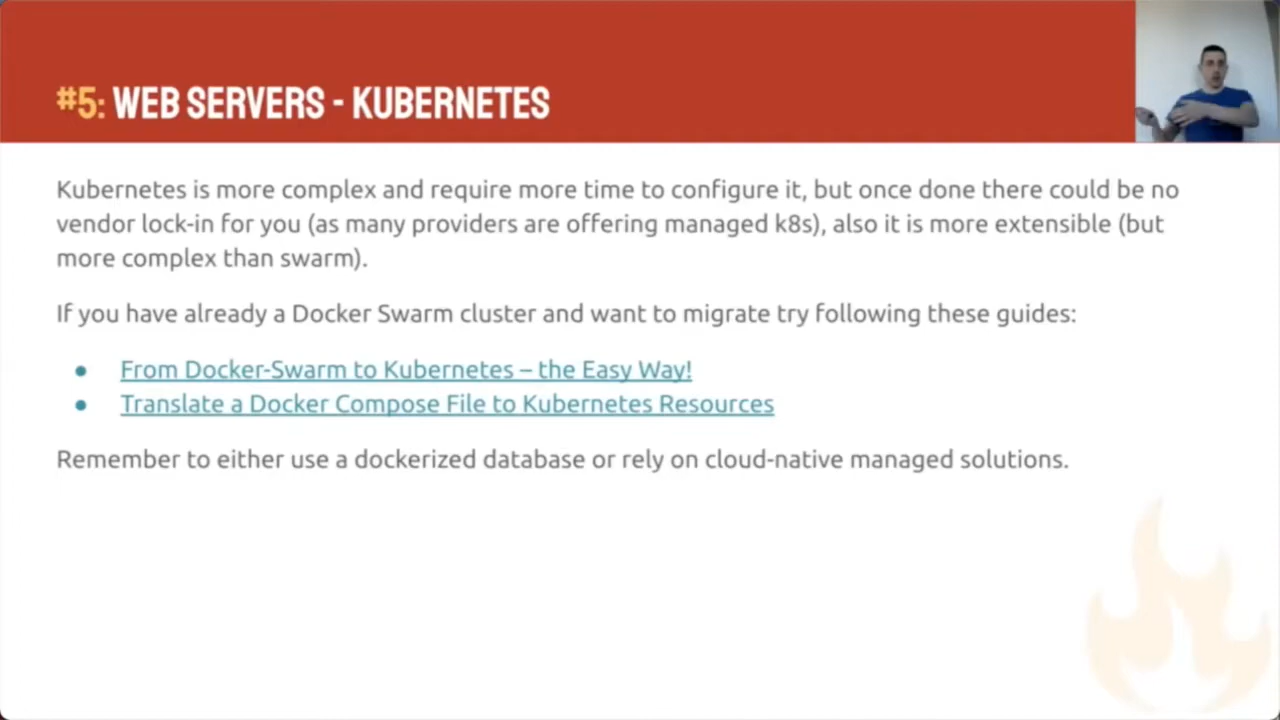 #5: WEB SERVERS - KUBERNETES
Kubernetes is more complex and require more time to configure it, but once done there could be no
vendor lock-in for you (as many providers are offering managed k8s), also it is more extensible (but
more complex than swarm).
If you have already a Docker Swarm cluster and want to migrate try following these guides:
● From Docker-Swarm to Kubernetes – the Easy Way!
● Translate a Docker Compose File to Kubernetes Resources
Remember to either use a dockerized database or rely on cloud-native managed solutions.